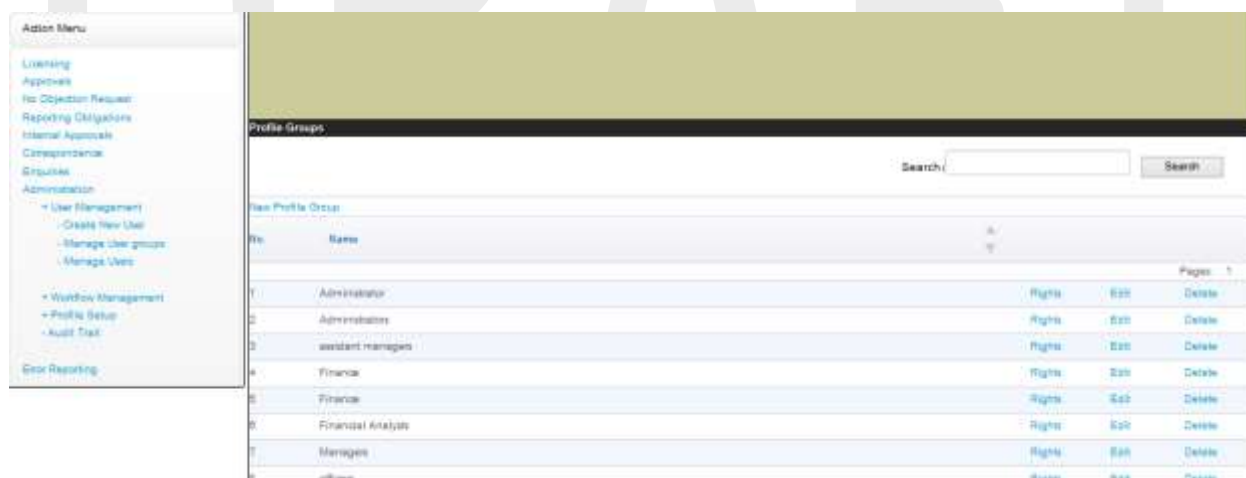 Action Menu
Licensing
Approvals
No Objection Request
Reporting Obligations
Internal Approvals
Correspondence
Enquiries
Administration
+ User Management
- Create New User
- Manage User groups
- Manage Users
+ Workflow Management
+ Profile Setup
- Audit Trail
Error Reporting
Profile Groups
Search
Search
New Profile Group
No. Name
Pages 1
1 Administrator Rights Edit Delete
2 Administrators Rights Edit Delete
3 assistant managers Rights Edit Delete
4 Finance Rights Edit Delete
5 Finance Rights Edit Delete
6 Financial Analysts Rights Edit Delete
7 Managers Rights Edit Delete